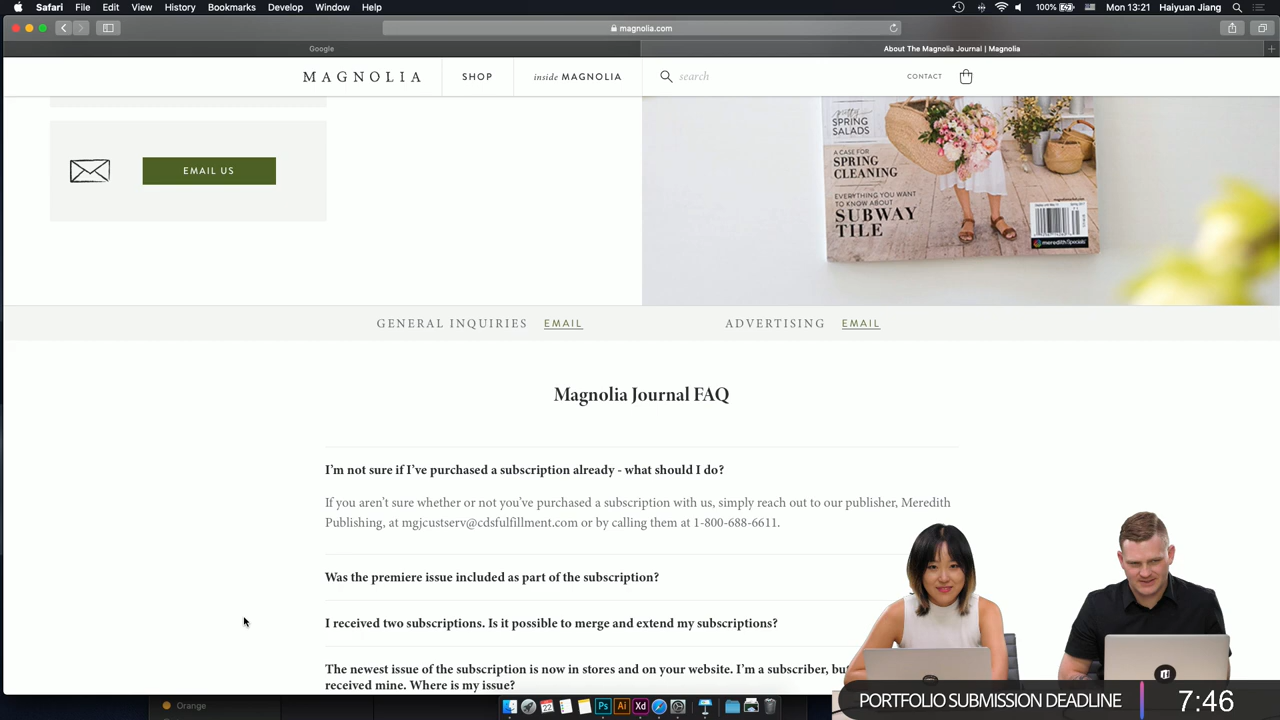 Safari File Edit View History Bookmarks Develop Window Help 100% Mon 13:21 Haiyuan Jiang
magnolia.com
Google About The Magnolia Journal | Magnolia
MAGNOLIA SHOP inside MAGNOLIA search CONTACT
EMAIL US
pretty
SPRING
SALADS
A CASE FOR
SPRING
CLEANING
EVERYTHING YOU
WANT
TO KNOW ABOUT
SUBWAY
TILE
meredithSpecials
GENERAL INQUIRIES EMAIL ADVERTISING EMAIL
Magnolia Journal FAQ
I'm not sure if I've purchased a subscription already - what should I do?
If you aren't sure whether or not you've purchased a subscription with us, simply reach out to our publisher, Meredith
Publishing, at mgjcustserv@cdsfulfillment.com or by calling them at 1-800-688-6611.
Was the premiere issue included as part of the subscription?
I received two subscriptions. Is it possible to merge and extend my subscriptions?
The newest issue of the subscription is now in stores and on your website. I'm a subscriber, but
received mine. Where is my issue?
Orange
Ps Ai Xd
PORTFOLIO SUBMISSION DEADLINE 7:46